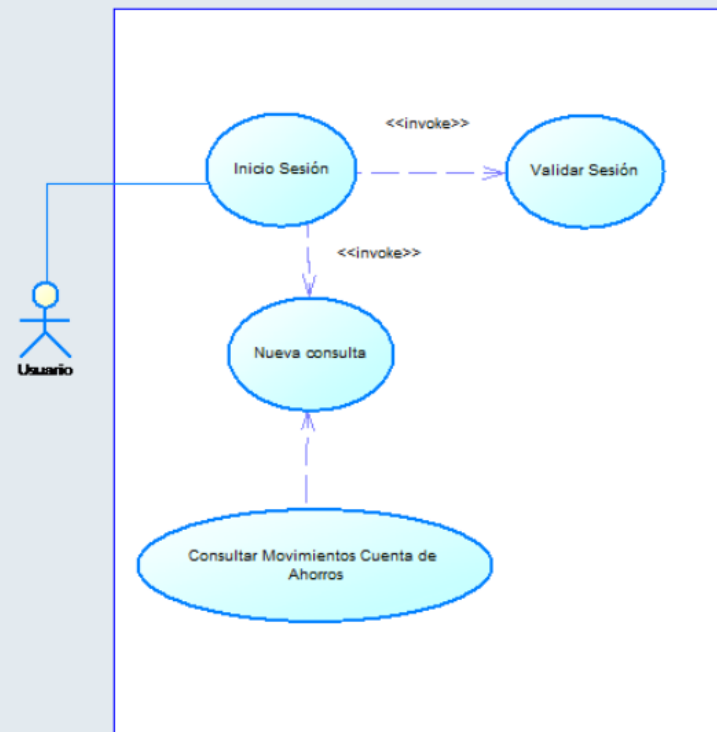 <<invoke>>
Inicio Sesión
Validar Sesión
<<invoke>>
Nueva consulta
Usuario
Consultar Movimientos Cuenta de
Ahorros